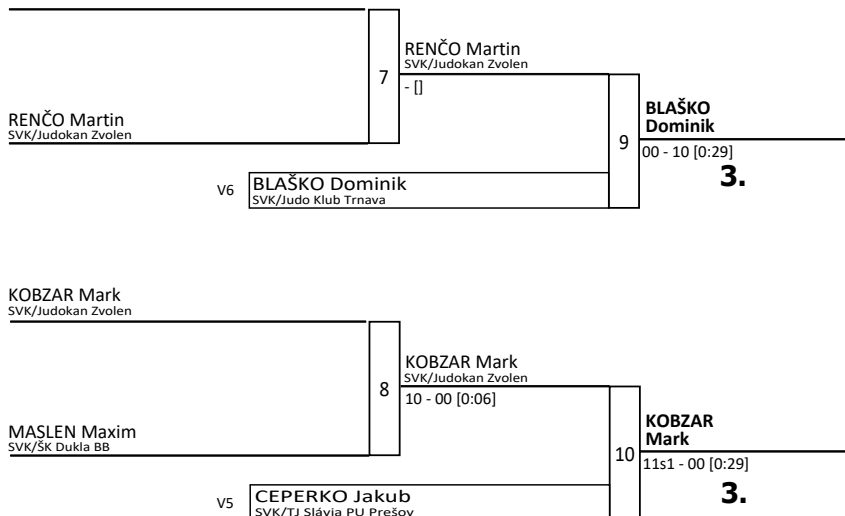 RENČO Martin
SVK/Judokan Zvolen
7
- []
RENČO Martin
SVK/Judokan Zvolen
BLAŠKO
Dominik
9
00 - 10 [0:29]
3.
V6
BLAŠKO Dominik
SVK/Judo Klub Trnava
KOBZAR Mark
SVK/Judokan Zvolen
KOBZAR Mark
SVK/Judokan Zvolen
8
10 - 00 [0:06]
MASLEN Maxim
SVK/ŠK Dukla BB
KOBZAR
Mark
10
11s1 - 00 [0:29]
3.
V5
CEPERKO Jakub
SVK/TJ Slávia PU Prešov